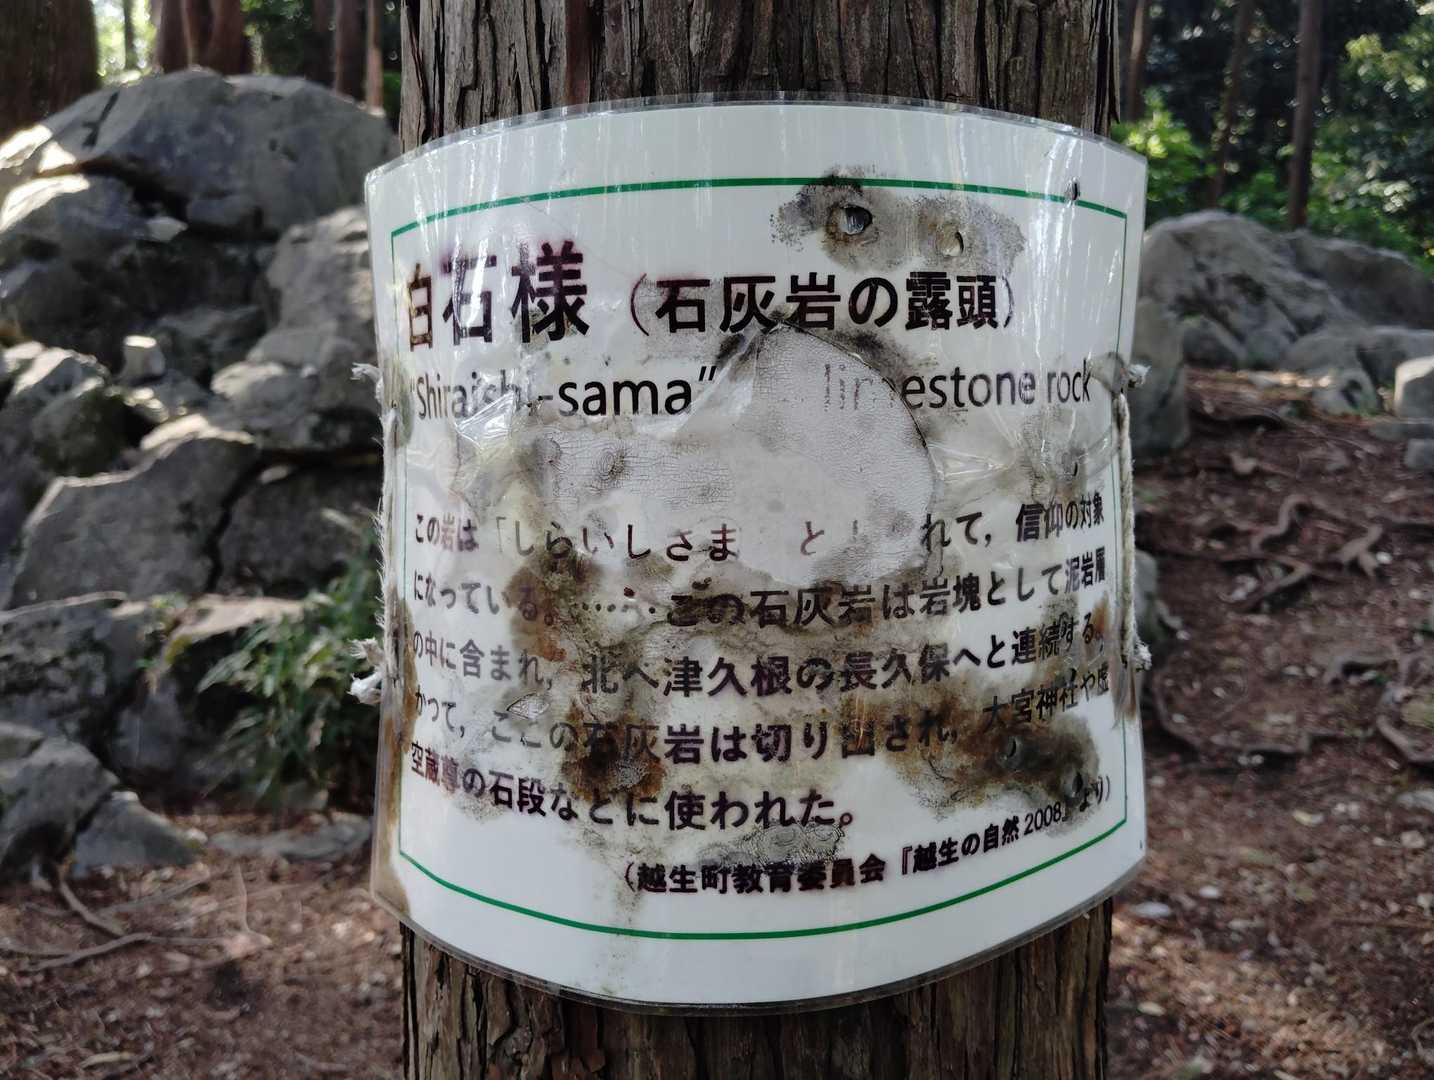 白石様（石灰岩の露頭）
“Shiraishi-sama” limestone rock
この岩は「しらいしさま と れて，信仰の対象
になっている。……この石灰岩は岩塊として泥岩層
の中に含まれ，北へ津久根の長久保へと連続する。
かつて，ここの石灰岩は切り出され，大宮神社や虚
空蔵尊の石段などに使われた。
（越生町教育委員会『越生の自然 2008』より）